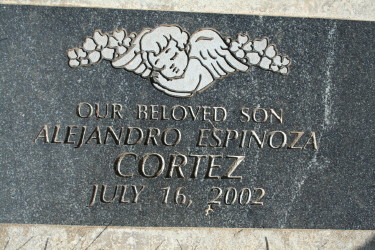 OUR BELOVED SON
ALEJANDRO ESPINOZA
CORTEZ
JULY 16, 2002